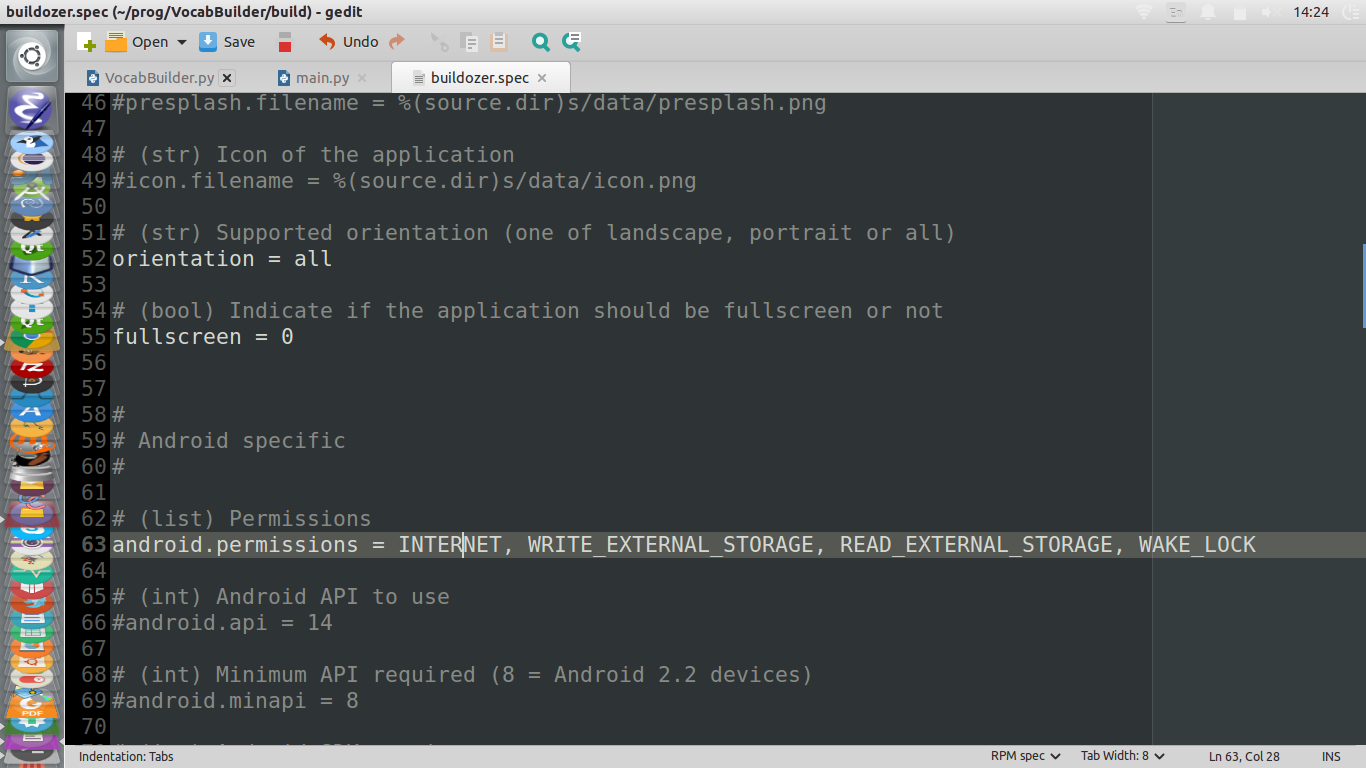 buildozer.spec (~/prog/VocabBuilder/build) - gedit
14:24
Open
Save
Undo
VocabBuilder.py
main.py
buildozer.spec
46 #presplash.filename = %(source.dir)s/data/presplash.png
47
48 # (str) Icon of the application
49 #icon.filename = %(source.dir)s/data/icon.png
50
51 # (str) Supported orientation (one of landscape, portrait or all)
52 orientation = all
53
54 # (bool) Indicate if the application should be fullscreen or not
55 fullscreen = 0
56
57
58 #
59 # Android specific
60 #
61
62 # (list) Permissions
63 android.permissions = INTERNET, WRITE_EXTERNAL_STORAGE, READ_EXTERNAL_STORAGE, WAKE_LOCK
64
65 # (int) Android API to use
66 #android.api = 14
67
68 # (int) Minimum API required (8 = Android 2.2 devices)
69 #android.minapi = 8
70
Indentation: Tabs
RPM spec
Tab Width: 8
Ln 63, Col 28
INS
PDF